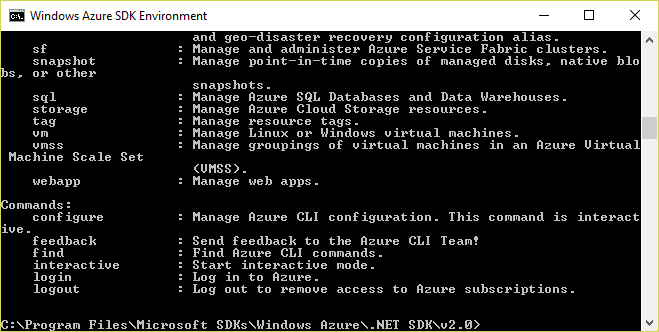 Windows Azure SDK Environment
and geo-disaster recovery configuration alias.
sf : Manage and administer Azure Service Fabric clusters.
snapshot : Manage point-in-time copies of managed disks, native blo
bs, or other
snapshots.
sql : Manage Azure SQL Databases and Data Warehouses.
storage : Manage Azure Cloud Storage resources.
tag : Manage resource tags.
vm : Manage Linux or Windows virtual machines.
vmss : Manage groupings of virtual machines in an Azure Virtual
Machine Scale Set
(VMSS).
webapp : Manage web apps.
Commands:
configure : Manage Azure CLI configuration. This command is interact
ive.
feedback : Send feedback to the Azure CLI Team!
find : Find Azure CLI commands.
interactive : Start interactive mode.
login : Log in to Azure.
logout : Log out to remove access to Azure subscriptions.
C:\Program Files\Microsoft SDKs\Windows Azure\.NET SDK\v2.0>